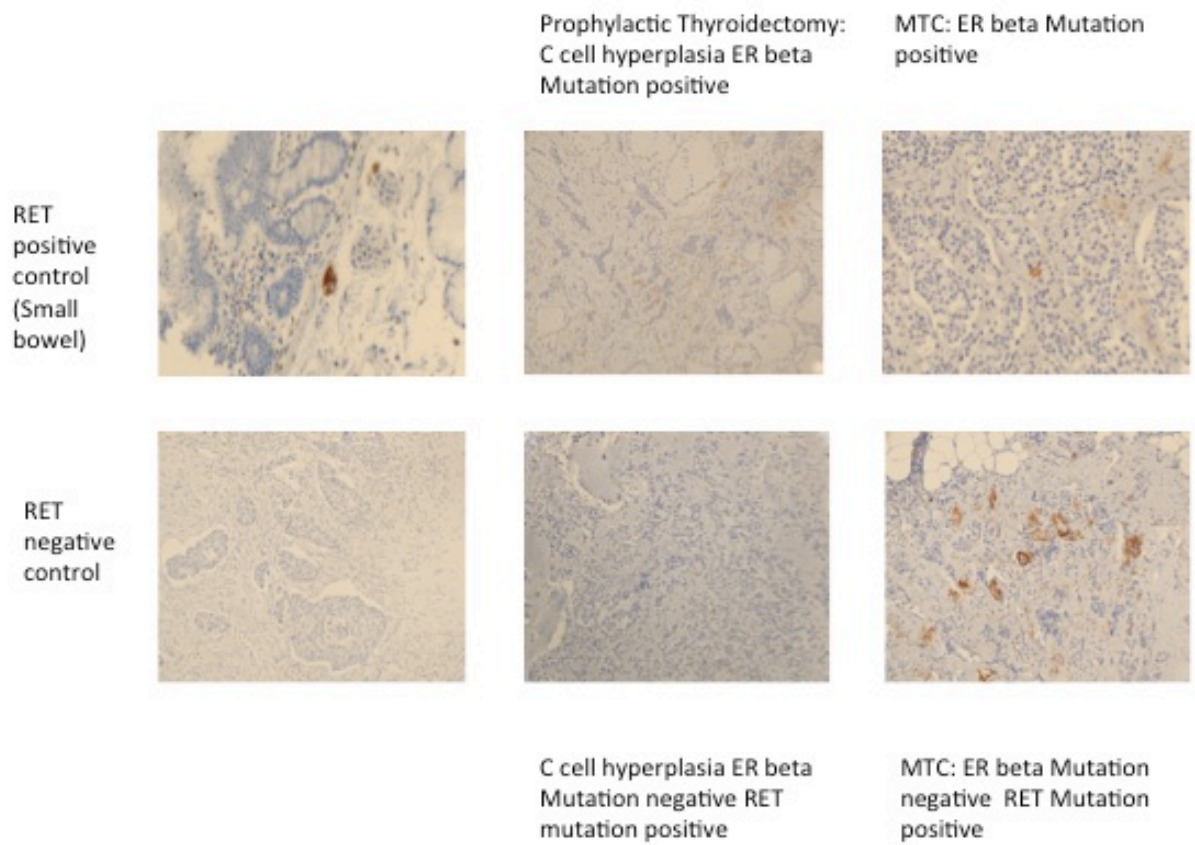 Prophylactic Thyroidectomy:
C cell hyperplasia ER beta
Mutation positive
MTC: ER beta Mutation
positive
RET
positive
control
(Small
bowel)
RET
negative
control
C cell hyperplasia ER beta
Mutation negative RET
mutation positive
MTC: ER beta Mutation
negative RET Mutation
positive